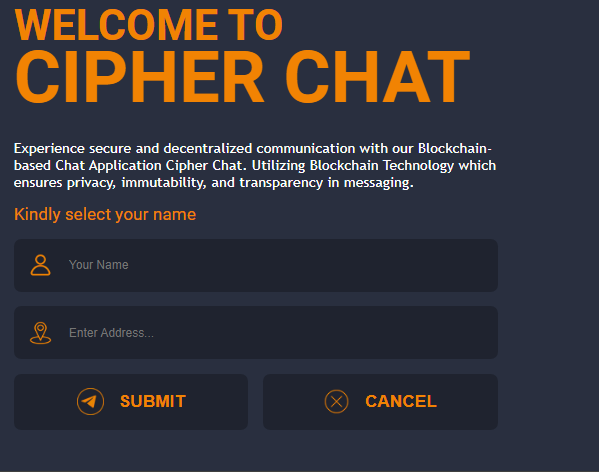 WELCOME TO
CIPHER CHAT
Experience secure and decentralized communication with our Blockchain-
based Chat Application Cipher Chat. Utilizing Blockchain Technology which
ensures privacy, immutability, and transparency in messaging.
Kindly select your name
Your Name
Enter Address...
SUBMIT
CANCEL